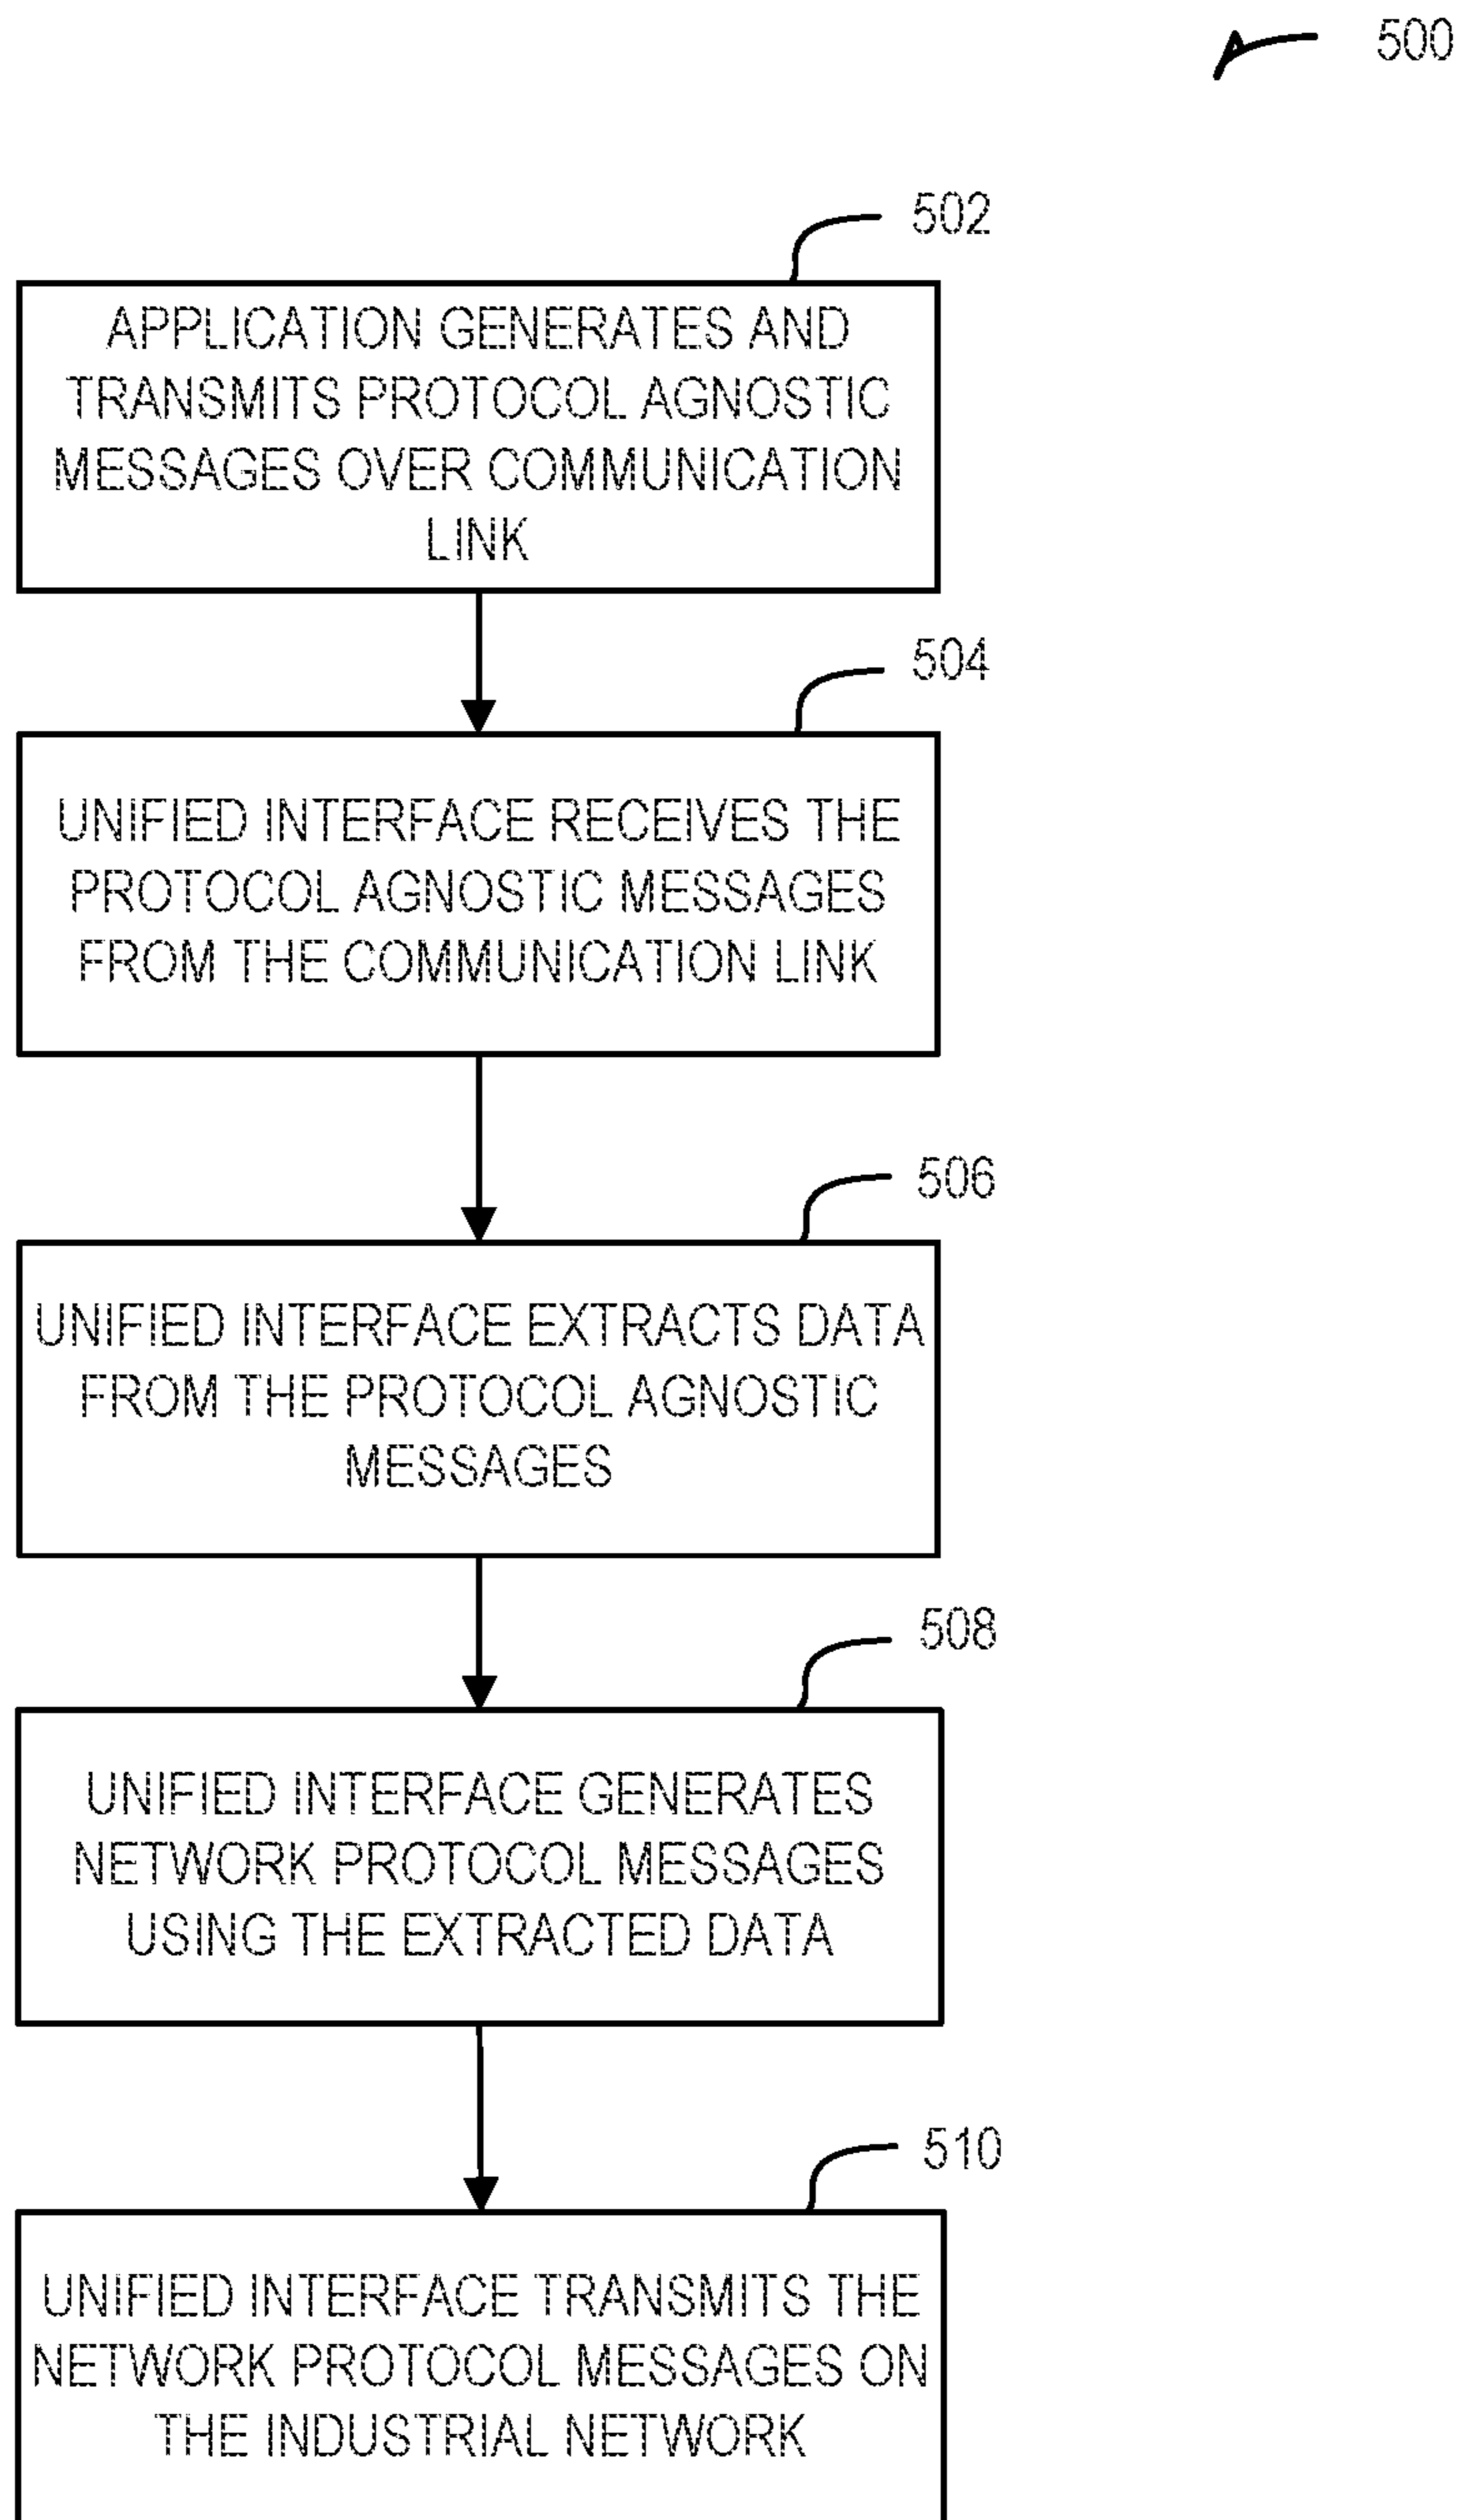 500
502
APPLICATION GENERATES AND
TRANSMITS PROTOCOL AGNOSTIC
MESSAGES OVER COMMUNICATION
LINK
504
UNIFIED INTERFACE RECEIVES THE
PROTOCOL AGNOSTIC MESSAGES
FROM THE COMMUNICATION LINK
506
UNIFIED INTERFACE EXTRACTS DATA
FROM THE PROTOCOL AGNOSTIC
MESSAGES
508
UNIFIED INTERFACE GENERATES
NETWORK PROTOCOL MESSAGES
USING THE EXTRACTED DATA
510
UNIFIED INTERFACE TRANSMITS THE
NETWORK PROTOCOL MESSAGES ON
THE INDUSTRIAL NETWORK